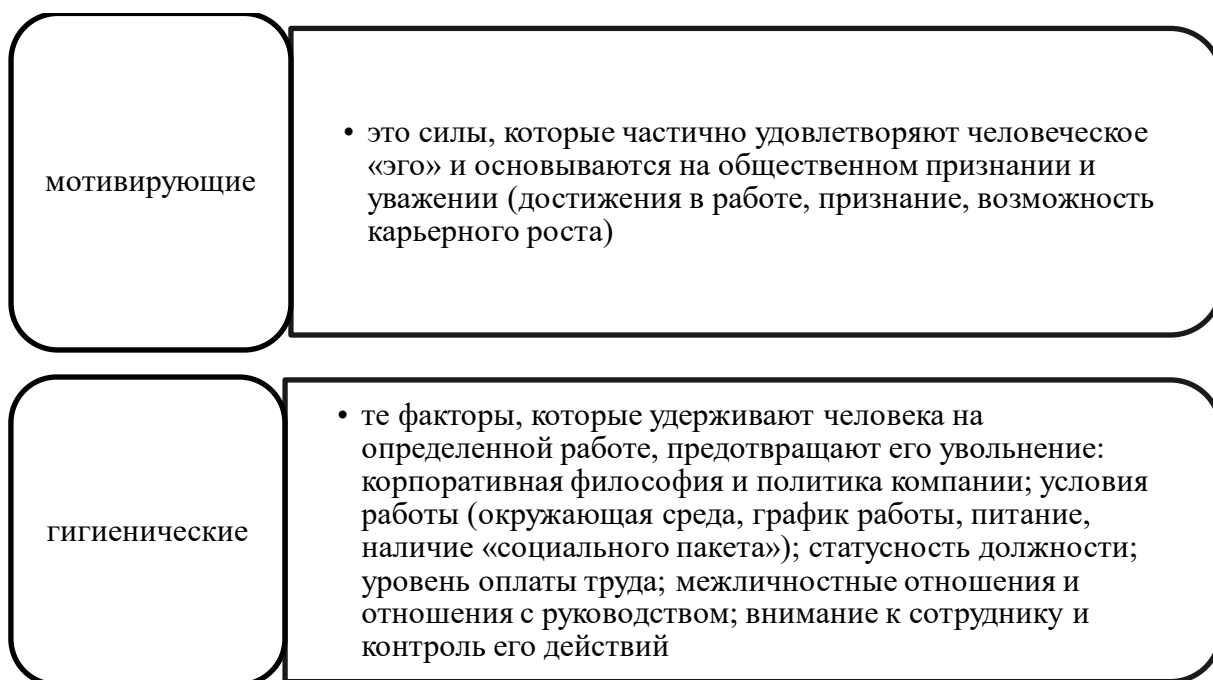 мотивирующие
• это силы, которые частично удовлетворяют человеческое
«эго» и основываются на общественном признании и
уважении (достижения в работе, признание, возможность
карьерного роста)
гигиенические
• те факторы, которые удерживают человека на
определенной работе, предотвращают его увольнение:
корпоративная философия и политика компании; условия
работы (окружающая среда, график работы, питание,
наличие «социального пакета»); статусность должности;
уровень оплаты труда; межличностные отношения и
отношения с руководством; внимание к сотруднику и
контроль его действий